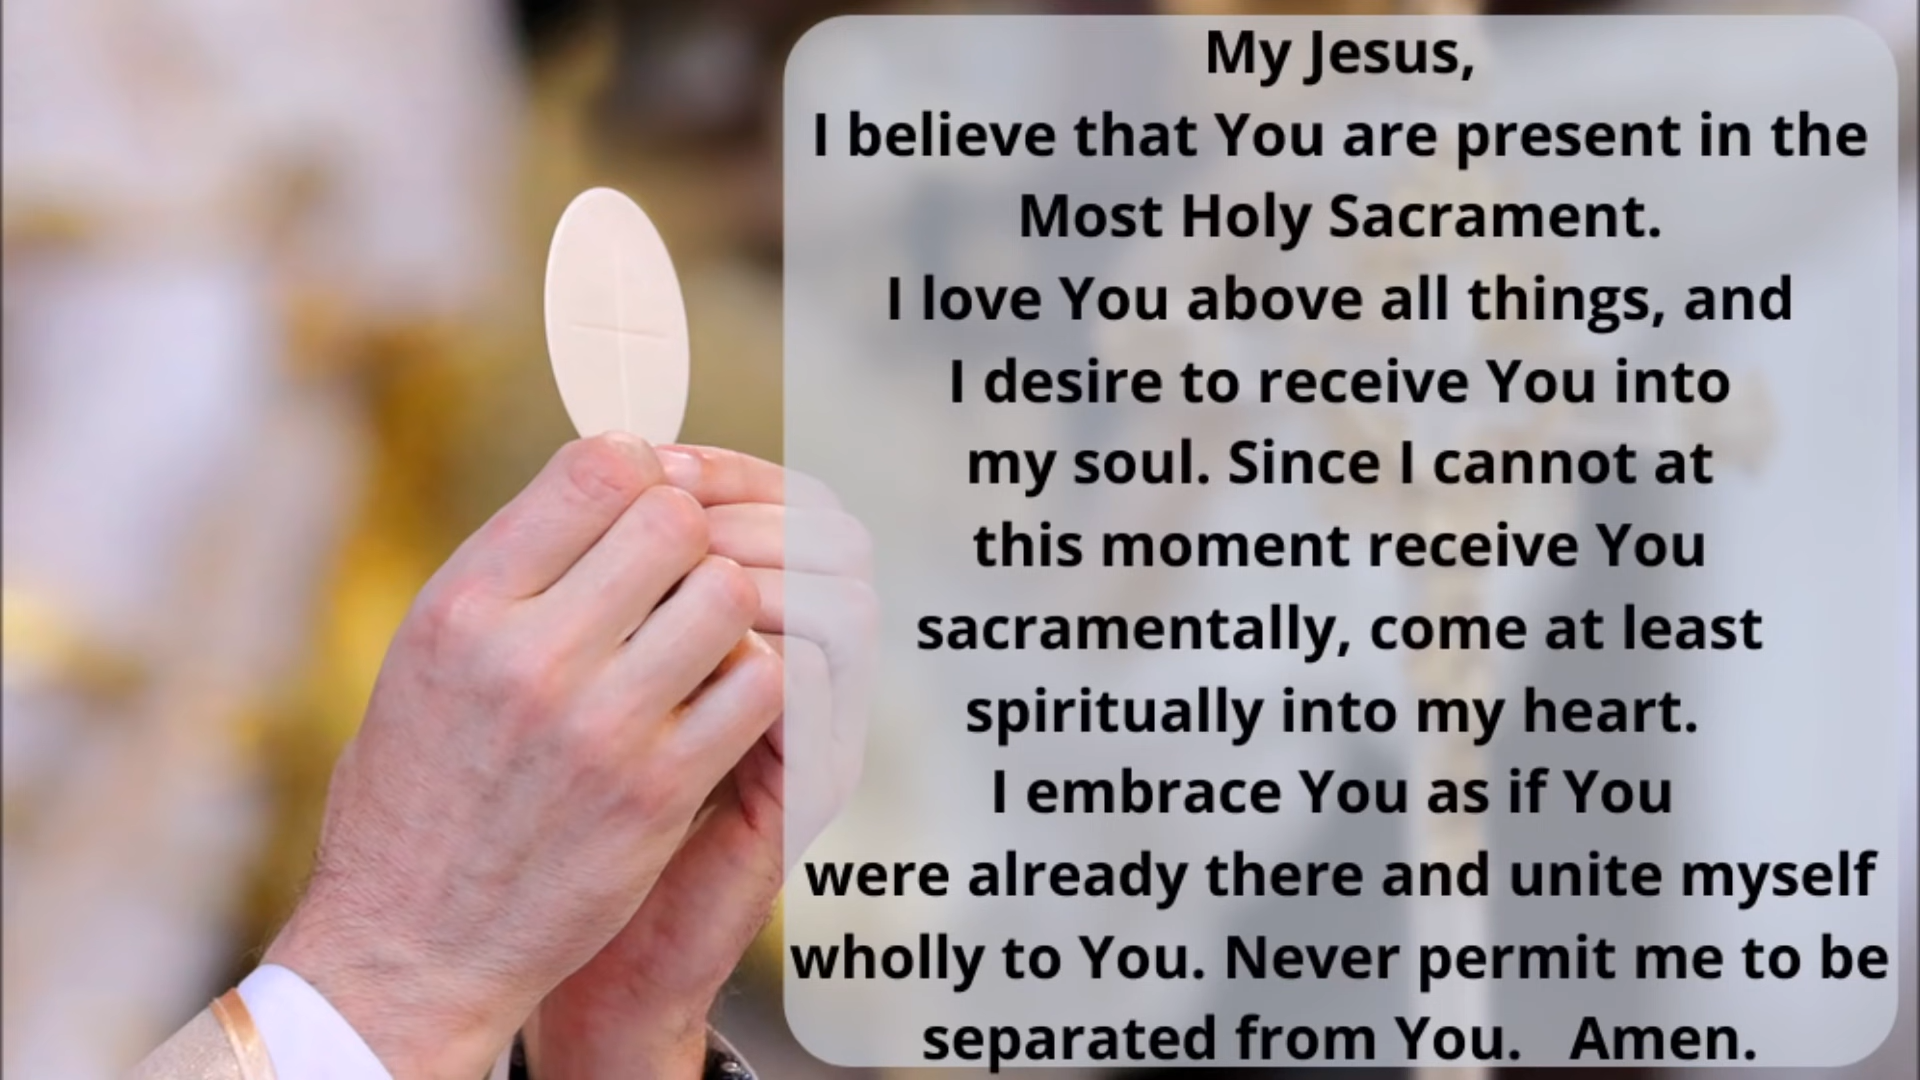 My Jesus,
I believe that You are present in the
Most Holy Sacrament.
I love You above all things, and
I desire to receive You into
my soul. Since I cannot at
this moment receive You
sacramentally, come at least
spiritually into my heart.
I embrace You as if You
were already there and unite myself
wholly to You. Never permit me to be
separated from You. Amen.